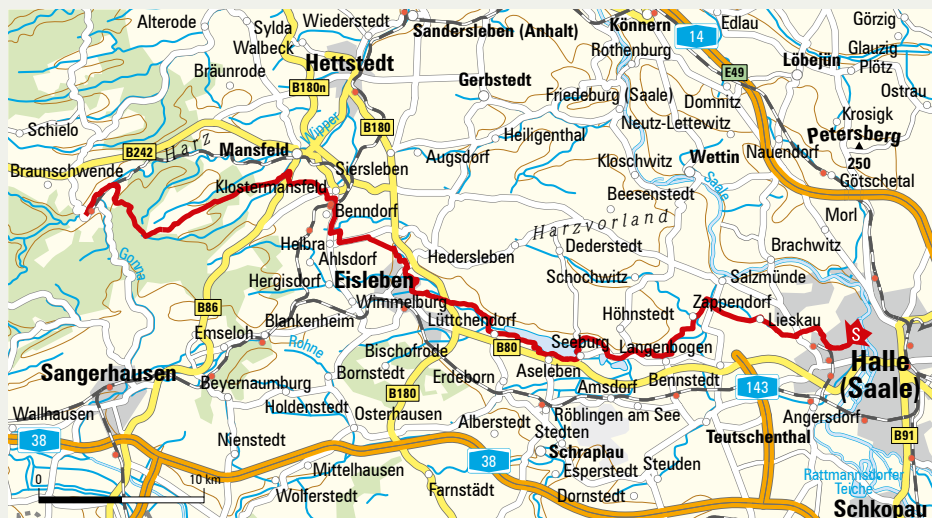 Alterode
Sylda
Wiederstedt
Sandersleben (Anhalt)
Könnern
Edlau
Görzig
14
Walbeck
Rothenburg
Glauzig
Hettstedt
Löbejün
Plötz
Bräunrode
B180n
Gerbstedt
E49
Ostrau
Friedeburg (Saale)
Domnitz
Krosigk
Schielo
Wipper
B180
Heiligenthal
Neutz-Lettewitz
Petersberg
Harz
B242
Mansfeld
Augsdorf
Kloschwitz
Wettin
Nauendorf
250
Braunschwende
Siersleben
Saale
Götschetal
Klostermansfeld
Beesenstedt
Benndorf
Harzvorland
Morl
Helbra
Dederstedt
Brachwitz
Gonna
Ahlsdorf
Hedersleben
Hergisdorf
Eisleben
Schochwitz
Salzmünde
B86
Wimmelburg
Zappendorf
Blankenheim
Lüttchendorf
Höhnstedt
Lieskau
S
Emseloh
Rohne
B80
Seeburg
Langenbogen
Bischofrode
Halle
(Saale)
Sangerhausen
Aseleben
Beyernaumburg
Bornstedt
Erdeborn
Amsdorf
Bennstedt
143
B180
Wallhausen
Holdenstedt
Osterhausen
Röblingen am See
Angersdorf
38
Alberstedt
Stedten
Teutschenthal
B91
Nienstedt
Schraplau
38
Mittelhausen
Esperstedt
Steuden
Rattmannsdorfer
Teiche
0
10 km
Wolferstedt
Farnstädt
Dornstedt
Schkopau